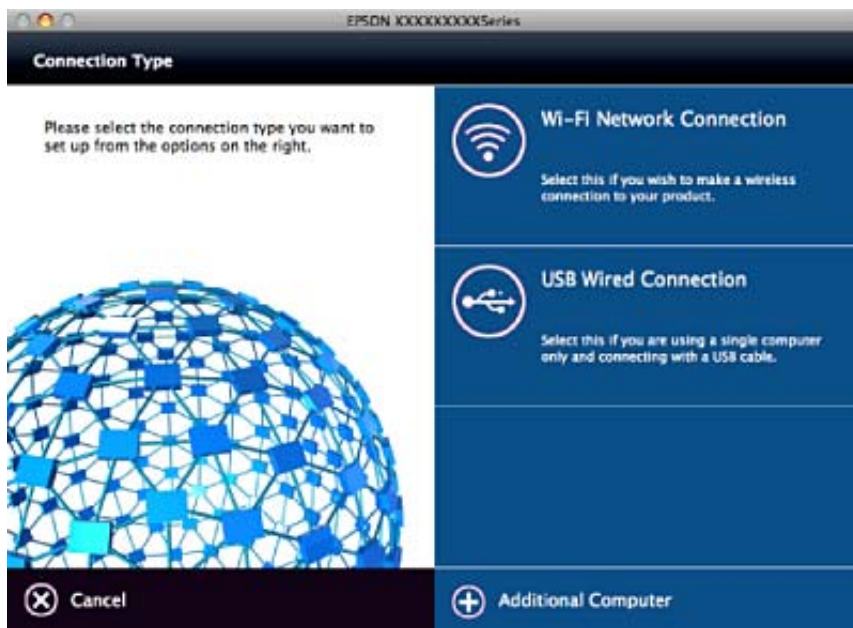 EPSON XXXXXXXXXSeries
Connection Type
Please select the connection type you want to
set up from the options on the right.
Wi-Fi Network Connection
Select this if you wish to make a wireless
connection to your product.
USB Wired Connection
Select this if you are using a single computer
only and connecting with a USB cable.
Cancel
Additional Computer